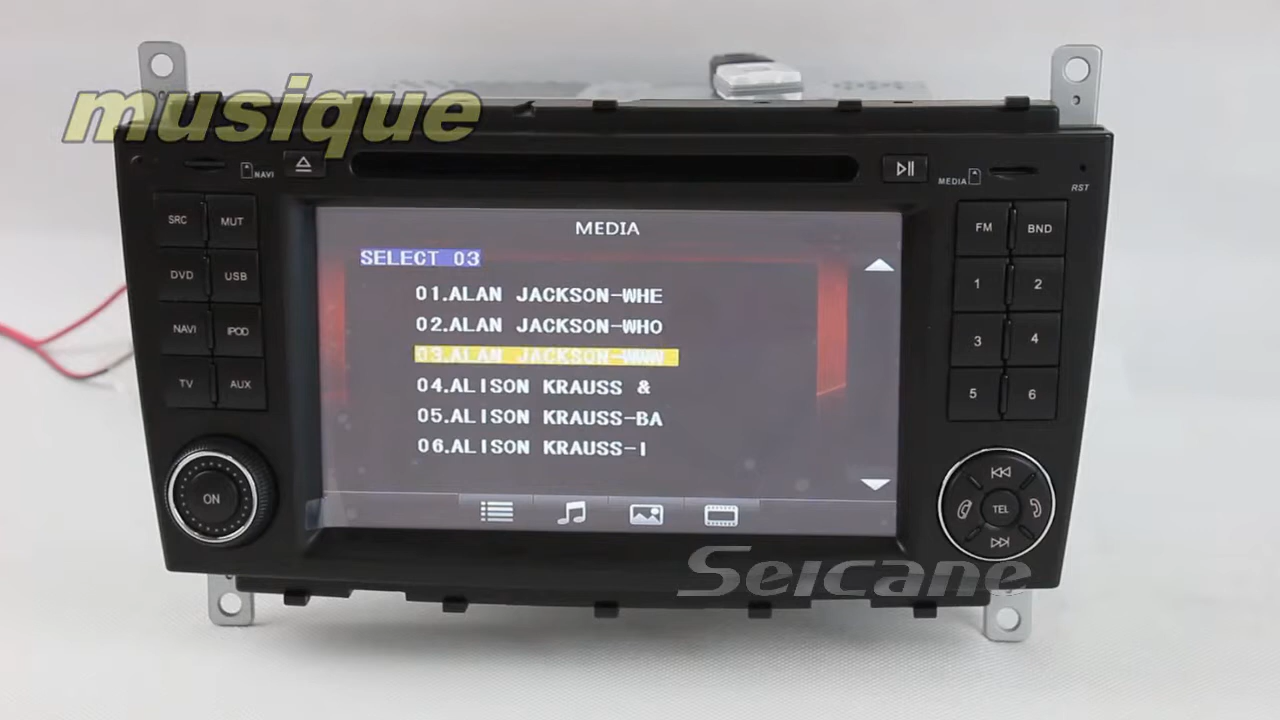 musique
NAVI
MEDIA
RST
SRC MUT
DVD USB
NAVI IPOD
TV AUX
ON
MEDIA
SELECT 03
01.ALAN JACKSON-WHE
02.ALAN JACKSON-WHO
03.ALAN JACKSON-WWW
04.ALISON KRAUSS &
05.ALISON KRAUSS-BA
06.ALISON KRAUSS-I
FM BND
1 2
3 4
5 6
TEL
Seicane